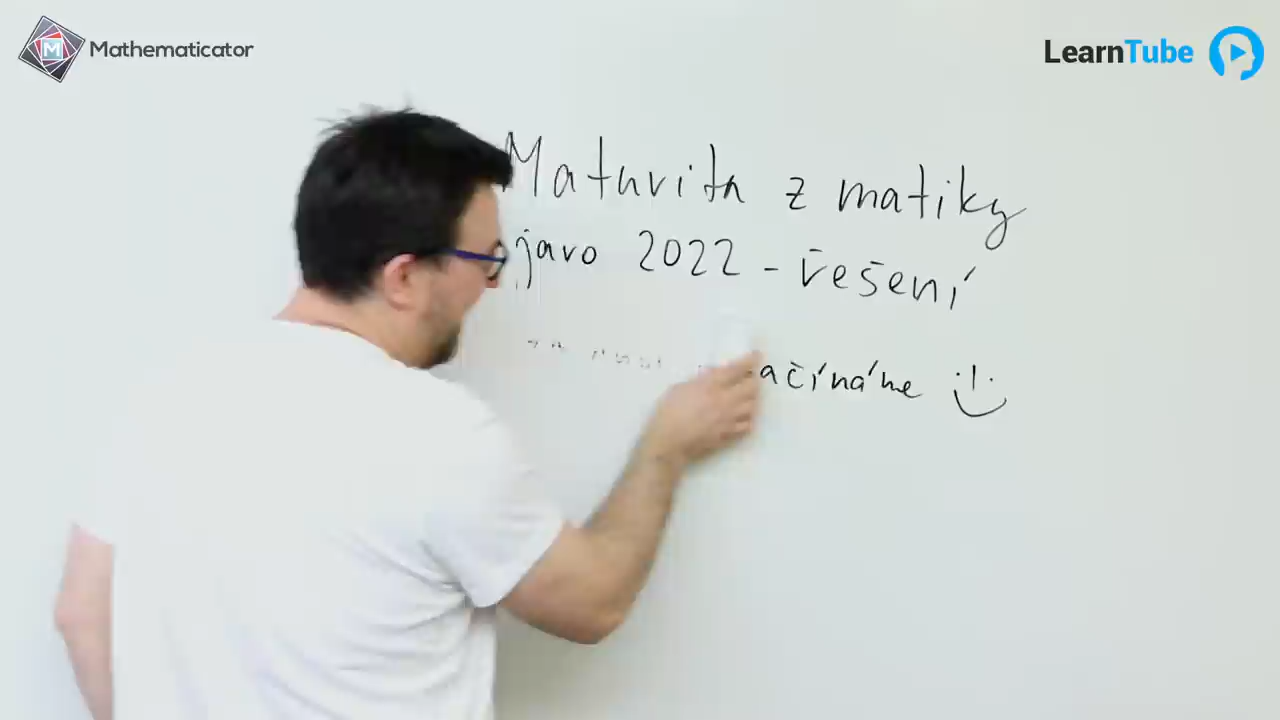 Mathematicator
LearnTube
Maturita z matiky
jaro 2022 - řešení
ačínáme